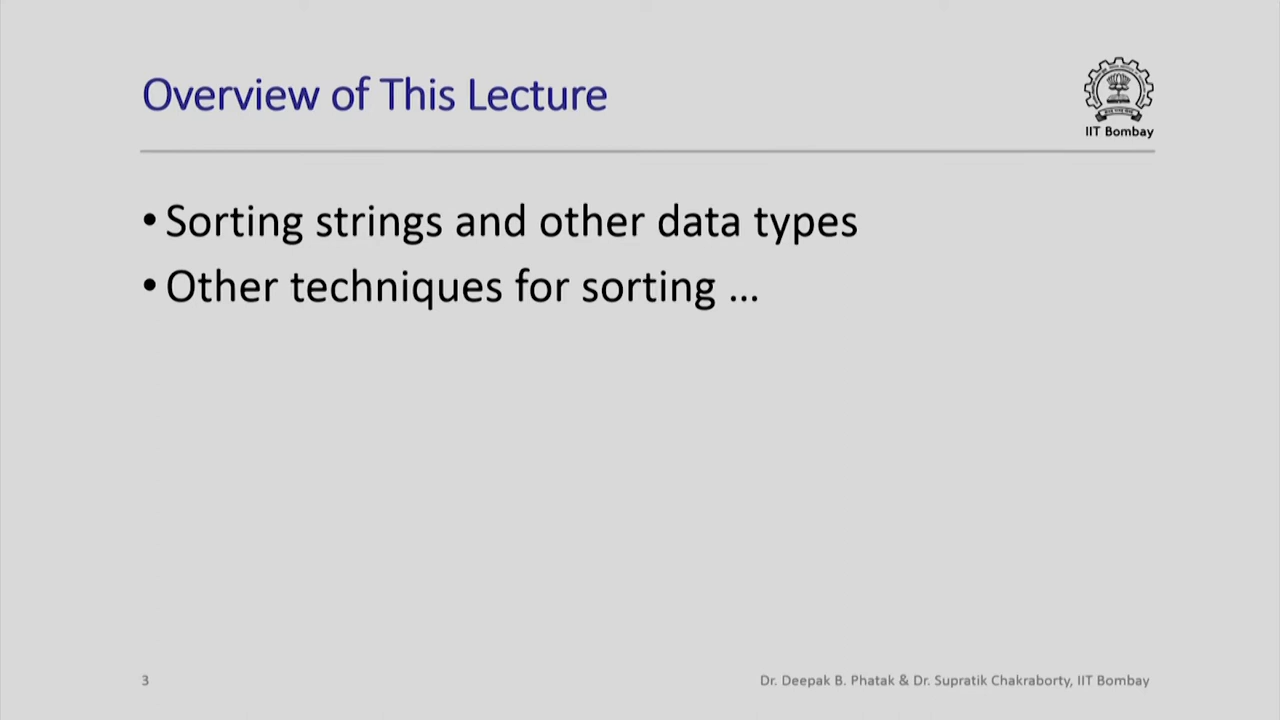 Overview of This Lecture
IIT Bombay
• Sorting strings and other data types
• Other techniques for sorting ...
3
Dr. Deepak B. Phatak & Dr. Supratik Chakraborty, IIT Bombay